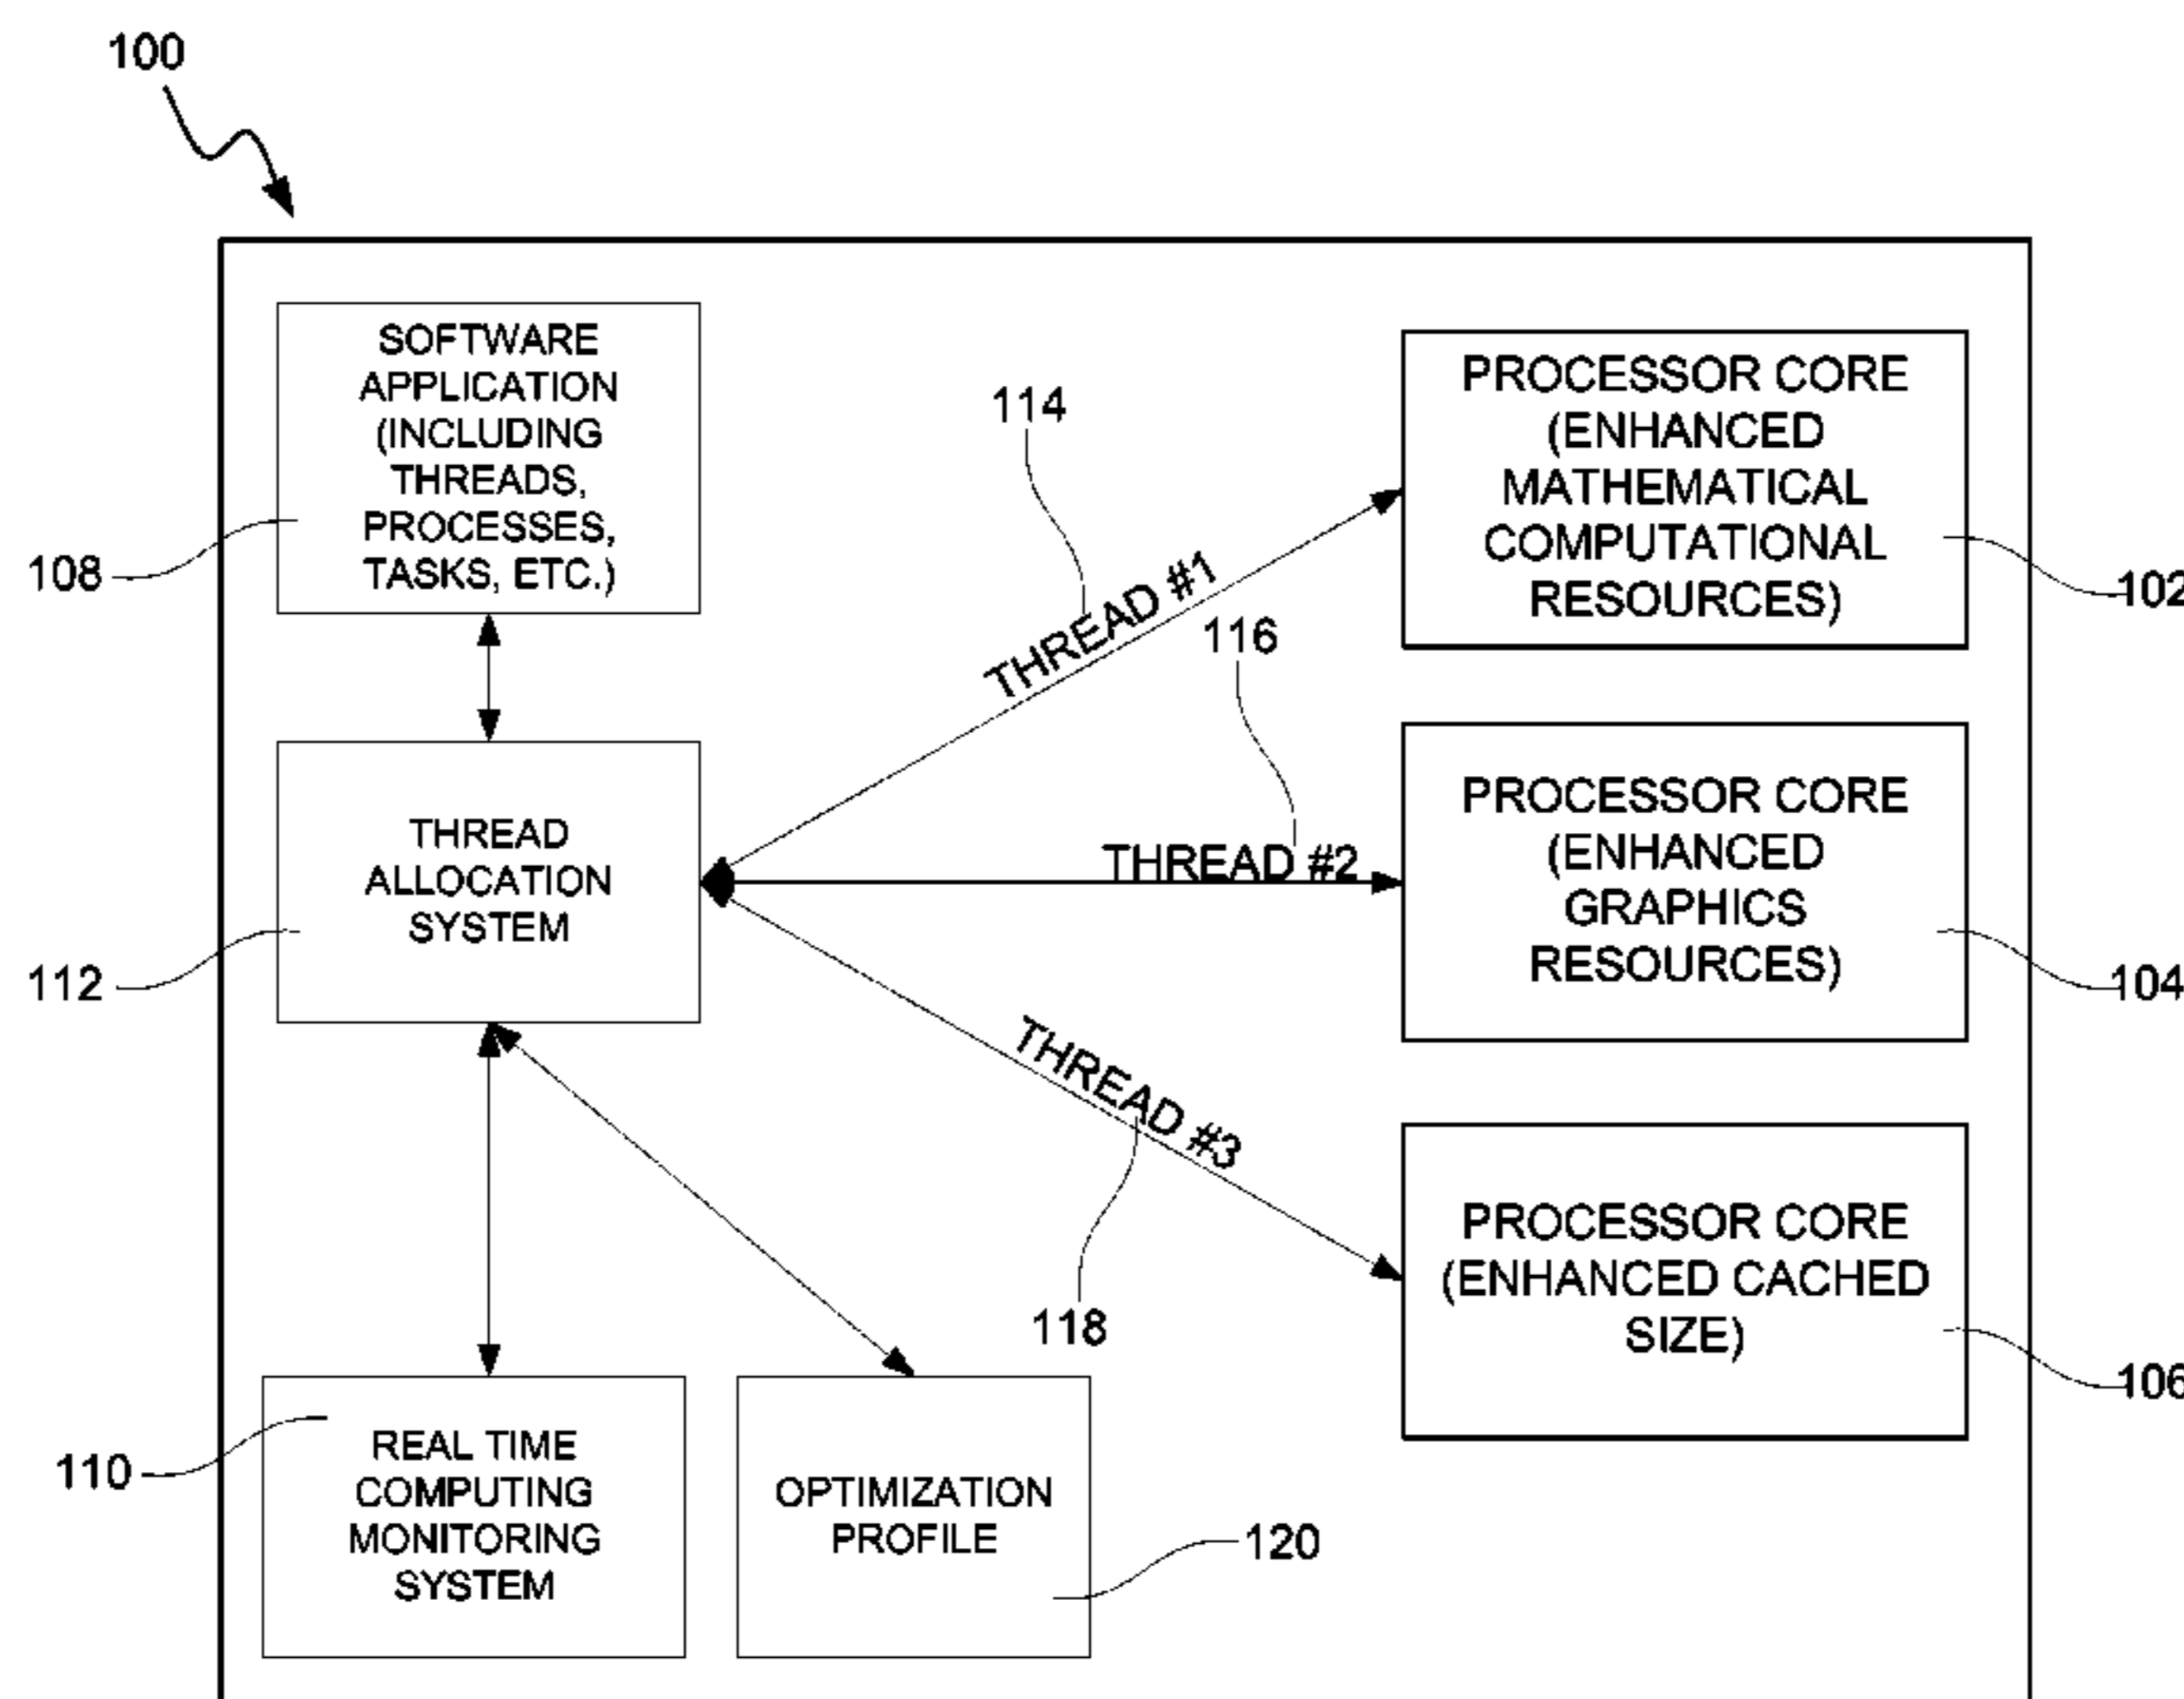 100
SOFTWARE
APPLICATION
(INCLUDING
THREADS,
PROCESSES,
TASKS, ETC.)
108
THREAD
ALLOCATION
SYSTEM
112
REAL TIME
COMPUTING
MONITORING
SYSTEM
110
OPTIMIZATION
PROFILE
120
114
THREAD #1
116
THREAD #2
THREAD #3
118
PROCESSOR CORE
(ENHANCED
MATHEMATICAL
COMPUTATIONAL
RESOURCES)
102
PROCESSOR CORE
(ENHANCED
GRAPHICS
RESOURCES)
104
PROCESSOR CORE
(ENHANCED CACHED
SIZE)
106